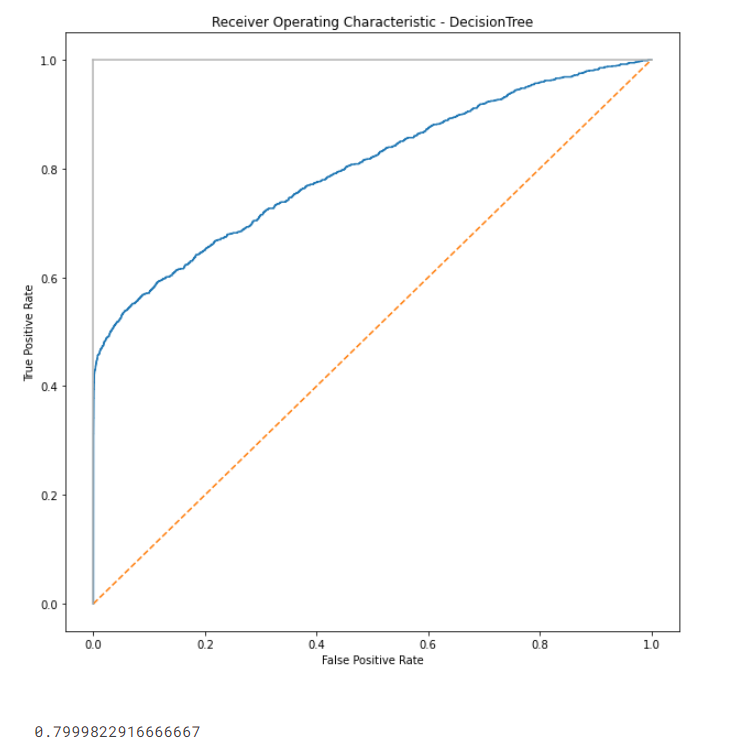 Receiver Operating Characteristic - DecisionTree
1.0
0.8
0.6
0.4
0.2
0.0
True Positive Rate
0.0 0.2 0.4 0.6 0.8 1.0
False Positive Rate
0.7999822916666667